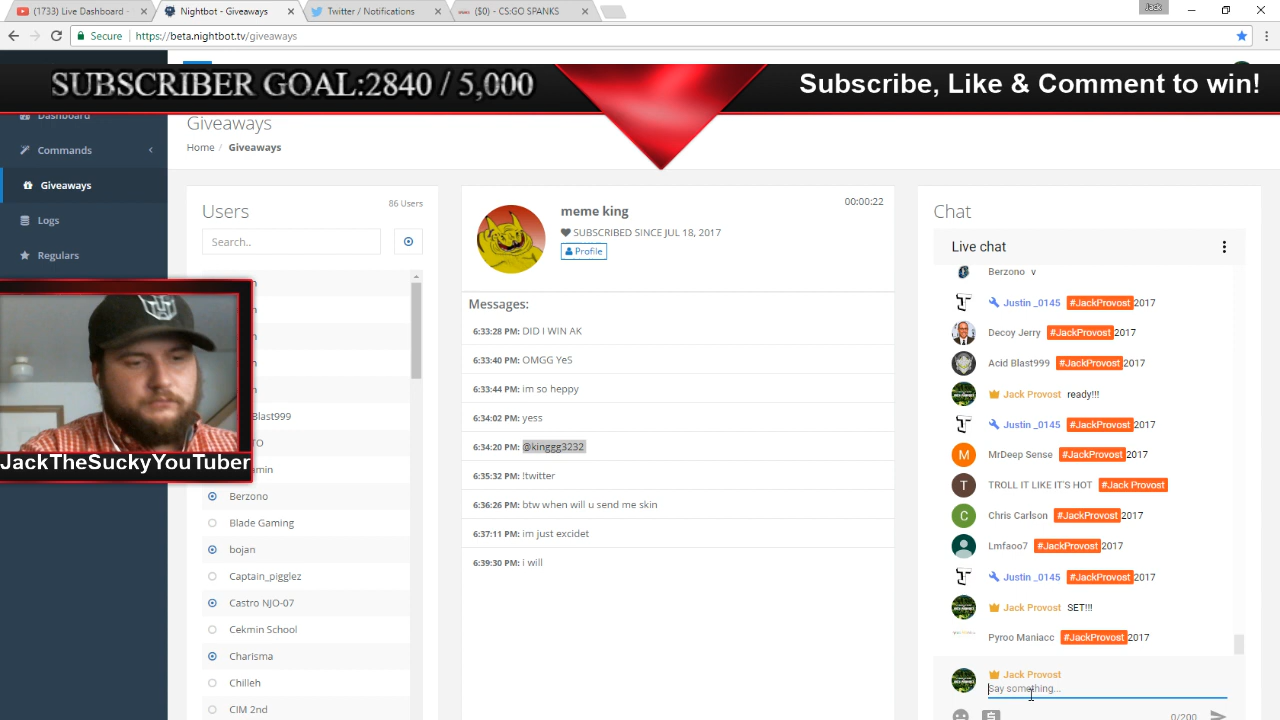 (1733) Live Dashboard -
Nightbot - Giveaways
Twitter / Notifications
($0) - CS:GO SPANKS
Jack
Secure
https://beta.nightbot.tv/giveaways
SUBSCRIBER GOAL:2840 / 5,000
Subscribe, Like & Comment to win!
Dashboard
Commands
Giveaways
Logs
Regulars
JackTheSuckyYouTuber
Giveaways
Home / Giveaways
Users
86 Users
Search..
Blast999
Berzono
Blade Gaming
bojan
Captain_pigglez
Castro NJO-07
Cekmin School
Charisma
Chilleh
CIM 2nd
meme king
00:00:22
SUBSCRIBED SINCE JUL 18, 2017
Profile
Messages:
6:33:28 PM: DID I WIN AK
6:33:40 PM: OMGG YeS
6:33:44 PM: im so heppy
6:34:02 PM: yess
6:34:20 PM: @kinggg3232
6:35:32 PM: !twitter
6:36:26 PM: btw when will u send me skin
6:37:11 PM: im just excidet
6:39:30 PM: i will
Chat
Live chat
Berzono v
Justin _0145 #JackProvost2017
Decoy Jerry #JackProvost2017
Acid Blast999 #JackProvost2017
Jack Provost ready!!!
Justin _0145 #JackProvost2017
MrDeep Sense #JackProvost2017
TROLL IT LIKE IT'S HOT #Jack Provost
Chris Carlson #JackProvost2017
Lmfaoo7 #JackProvost2017
Justin _0145 #JackProvost2017
Jack Provost SET!!!
Pyroo Maniacc #JackProvost2017
Jack Provost
Say something...
0/200